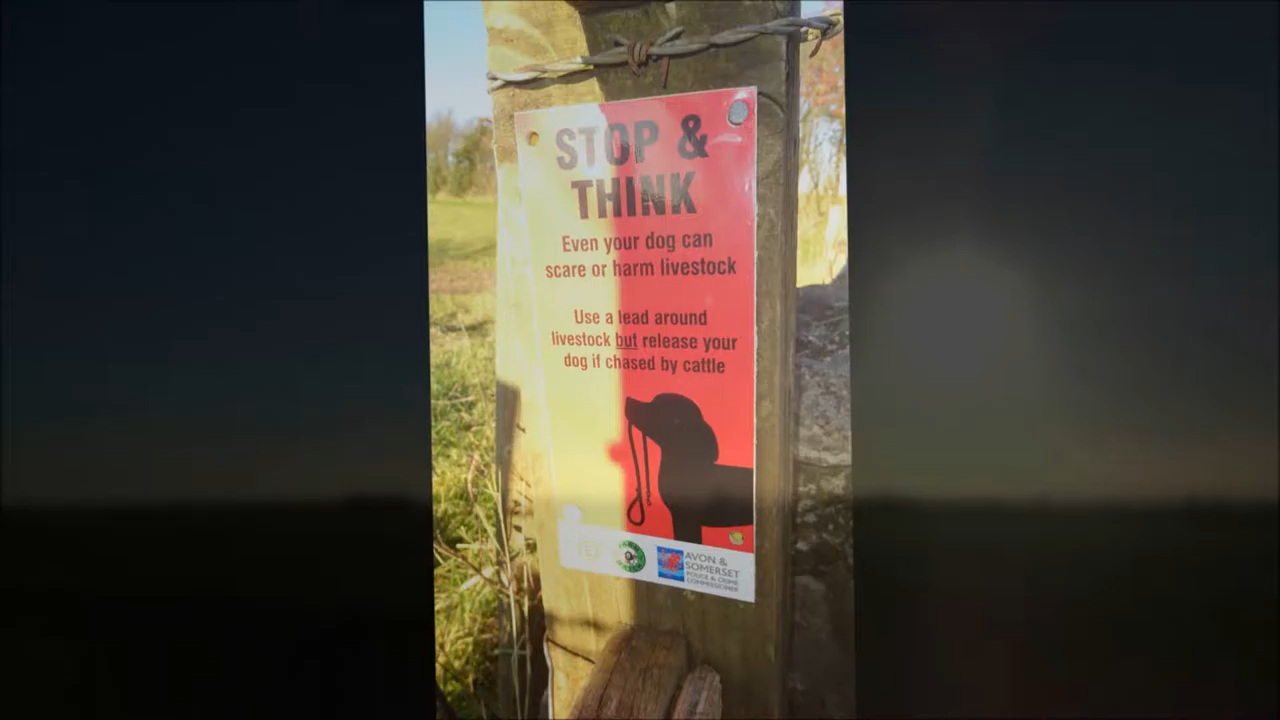 STOP &
THINK
Even your dog can
scare or harm livestock
Use a lead around
livestock but release your
dog if chased by cattle
AVON &
SOMERSET
POLICE & CRIME
COMMISSIONER